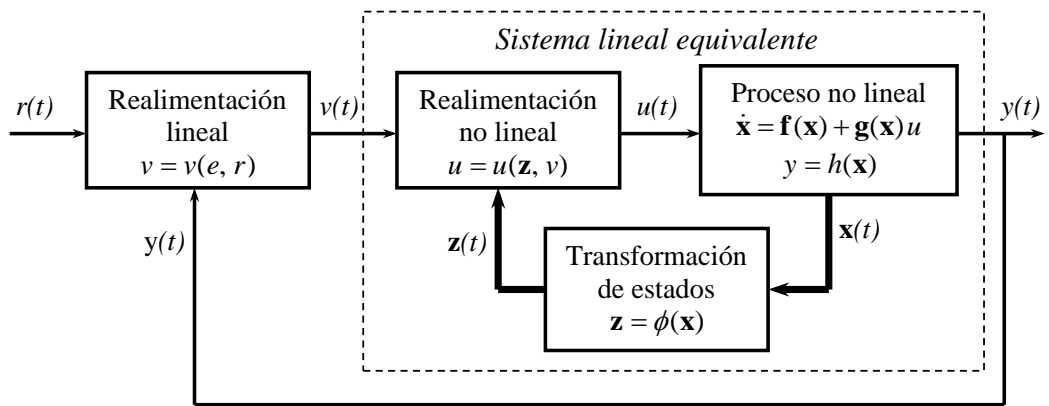 Sistema lineal equivalente
r(t)
Realimentación
lineal
v = v(e, r)
v(t)
Realimentación
no lineal
u = u(z, v)
u(t)
Proceso no lineal
ẋ = f(x) + g(x)u
y = h(x)
y(t)
y(t)
z(t)
Transformación
de estados
z = ϕ(x)
x(t)